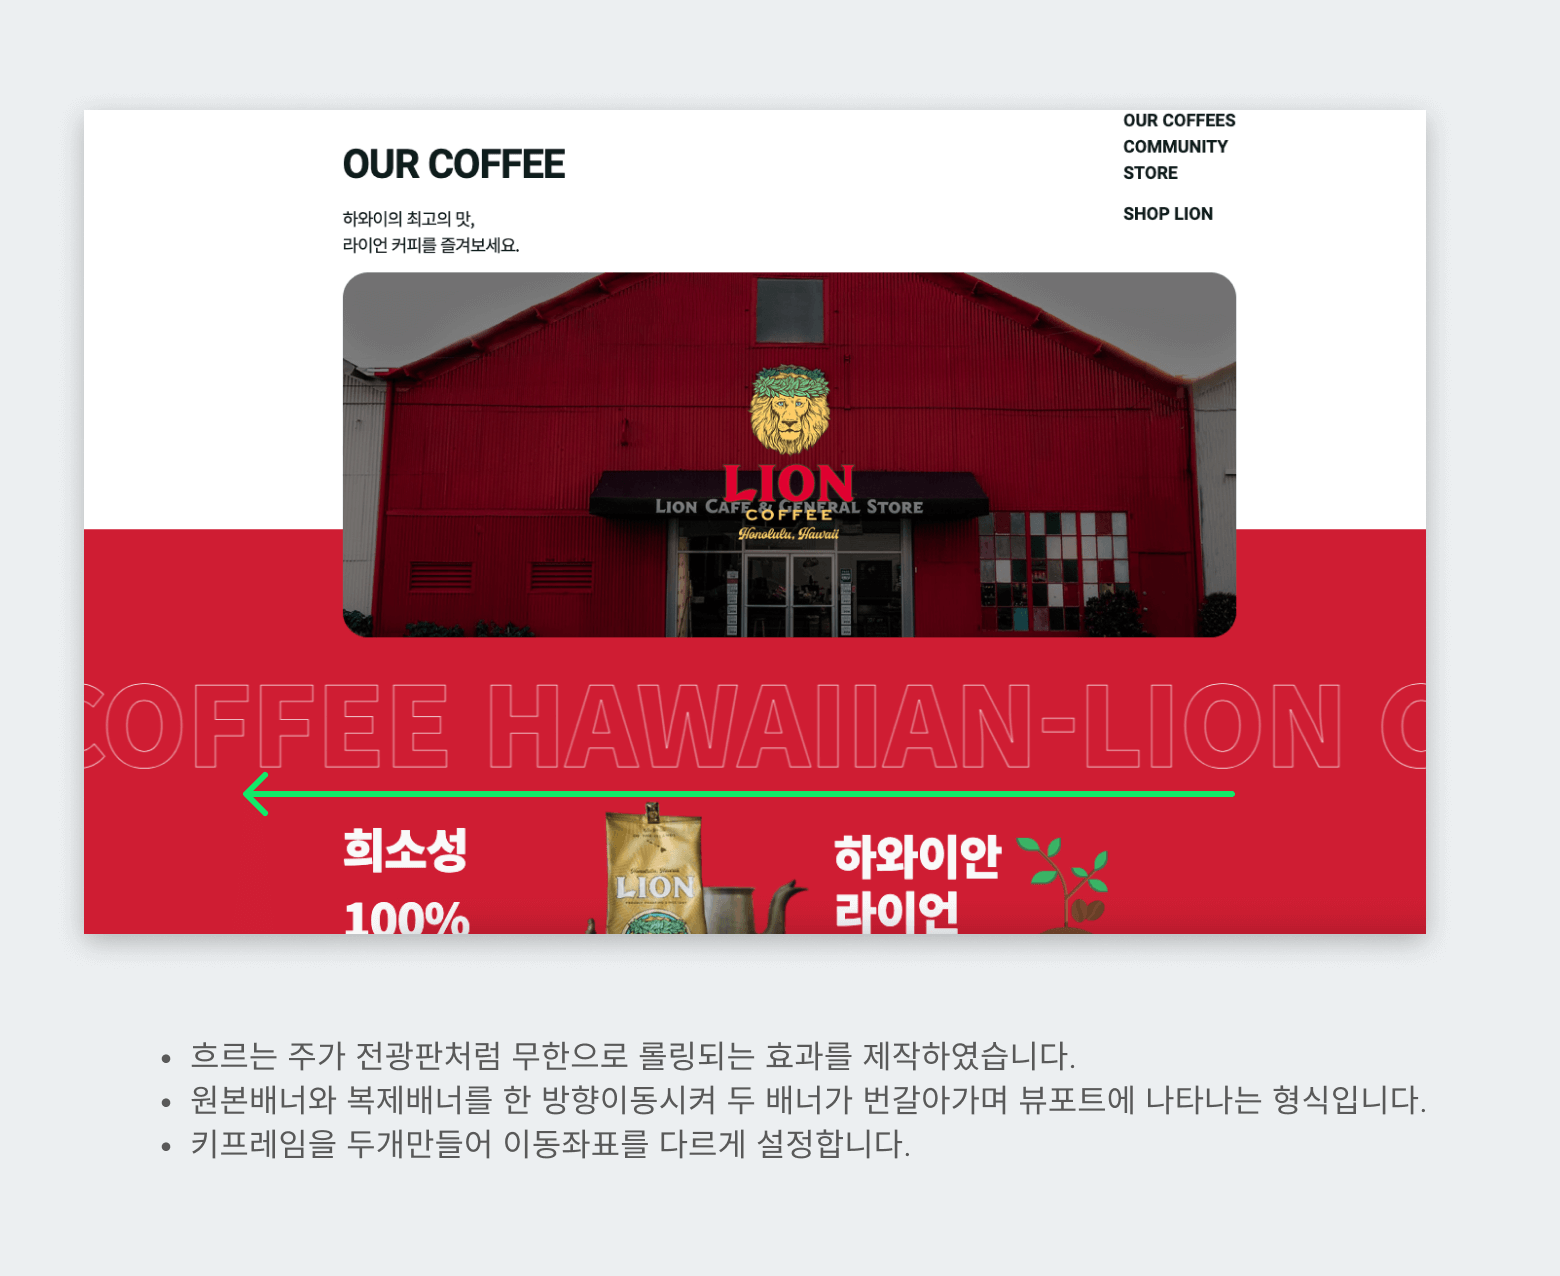 OUR COFFEES
COMMUNITY
STORE
SHOP LION
OUR COFFEE
하와이의 최고의 맛,
라이언 커피를 즐겨보세요.
LION
LION CAFE & GENERAL STORE
COFFEE
Honolulu, Hawaii
COFFEE HAWAIIAN-LION C
희소성
100%
Honolulu, Hawaii
LION
하와이안
라이언
• 흐르는 주가 전광판처럼 무한으로 롤링되는 효과를 제작하였습니다.
• 원본배너와 복제배너를 한 방향이동시켜 두 배너가 번갈아가며 뷰포트에 나타나는 형식입니다.
• 키프레임을 두개만들어 이동좌표를 다르게 설정합니다.